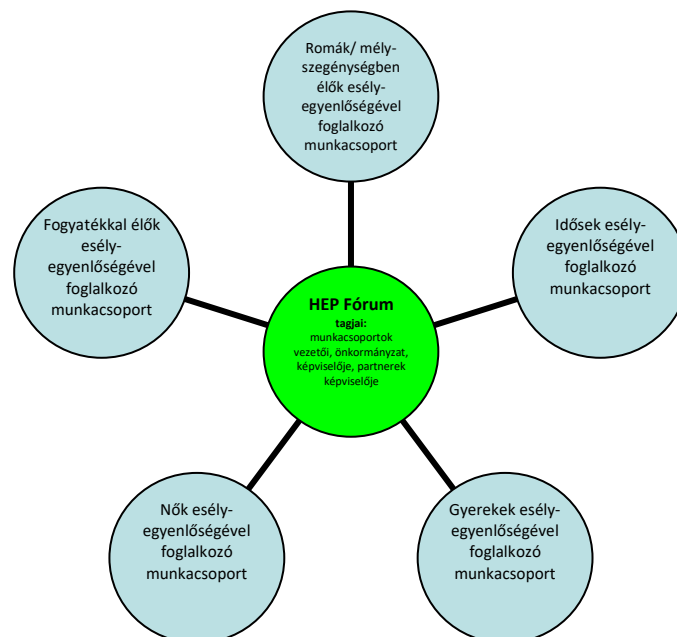 Romák/ mély-
szegénységben
élők esély-
egyenlőségével
foglalkozó
munkacsoport
Fogyatékkal élők
esély-
egyenlőségével
foglalkozó
munkacsoport
Idősek esély-
egyenlőségével
foglalkozó
munkacsoport
HEP Fórum
tagjai:
munkacsoportok
vezetői, önkormányzat,
képviselője, partnerek
képviselője
Nők esély-
egyenlőségével
foglalkozó
munkacsoport
Gyerekek esély-
egyenlőségével
foglalkozó
munkacsoport